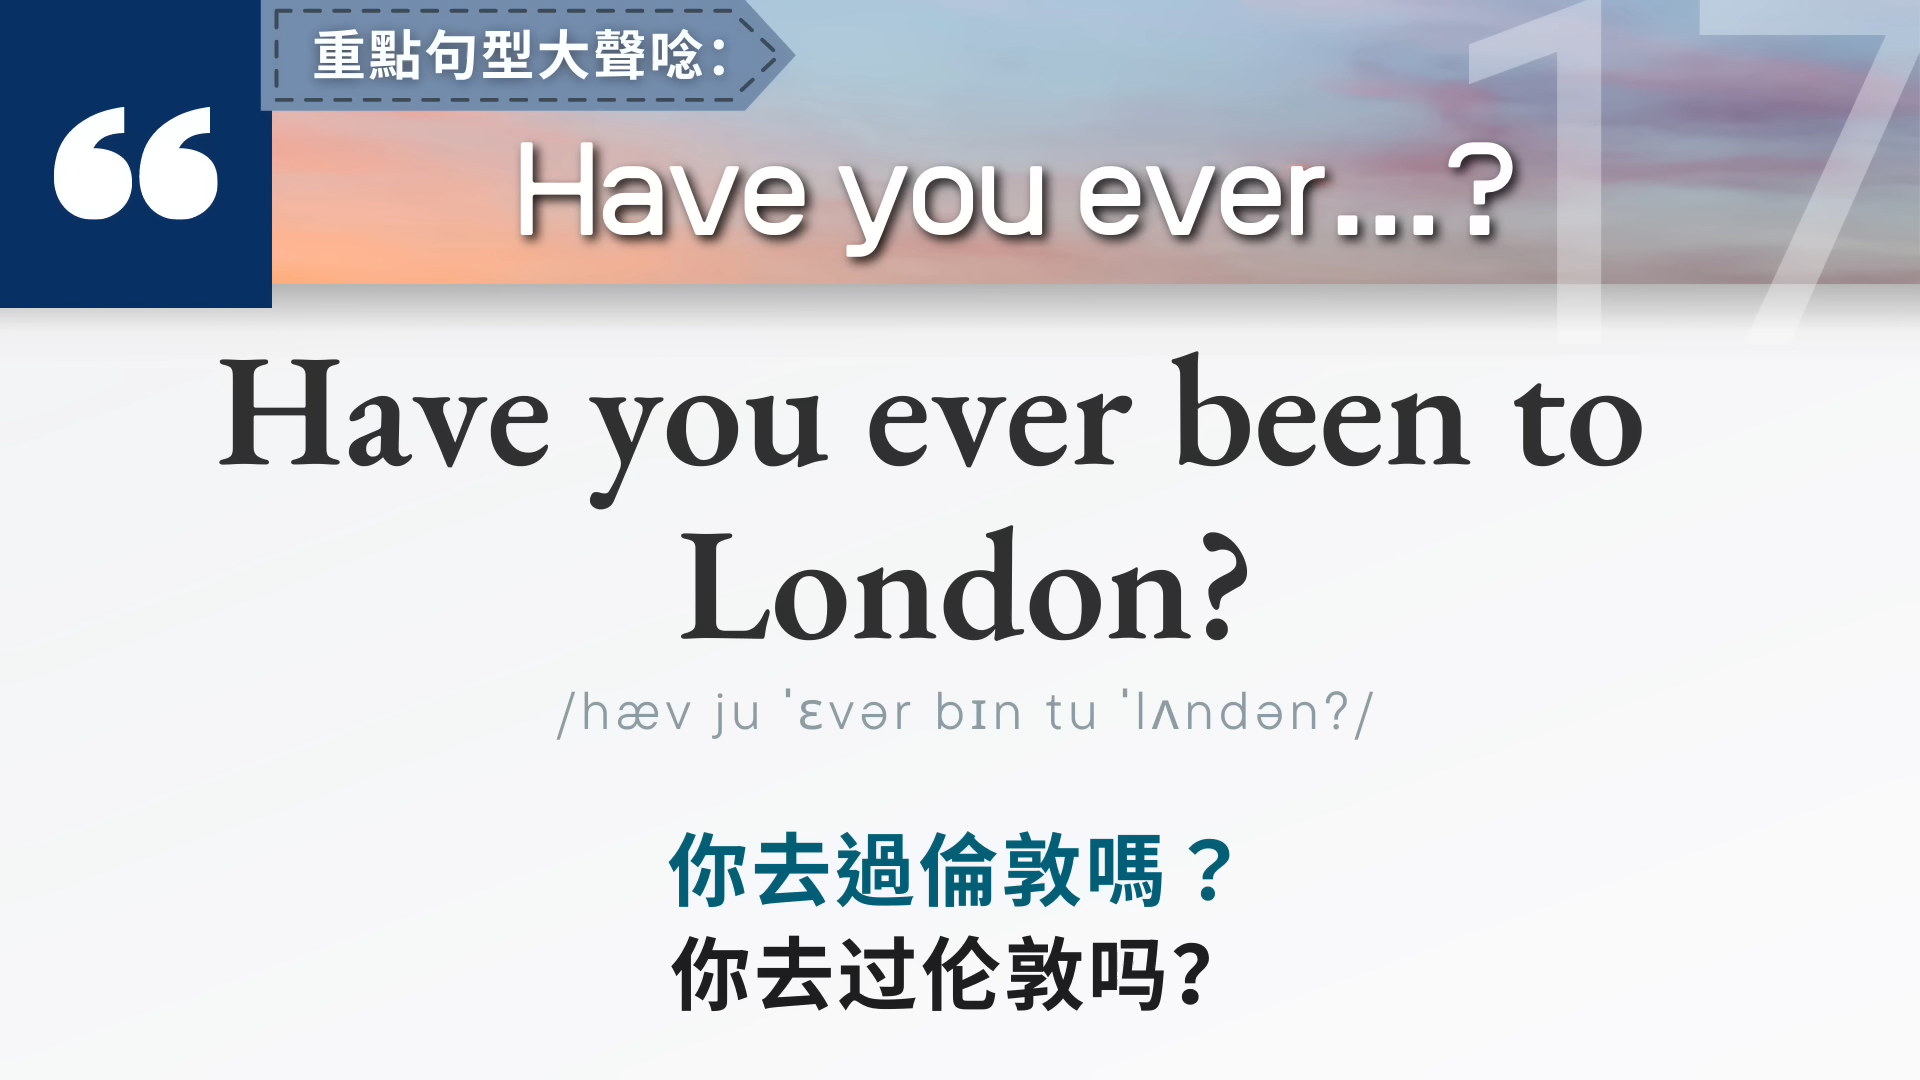 重點句型大聲唸：
17
“
Have you ever...?
Have you ever been to
London?
/hæv ju ˈɛvər bɪn tu ˈlʌndən?/
你去過倫敦嗎？
你去过伦敦吗?